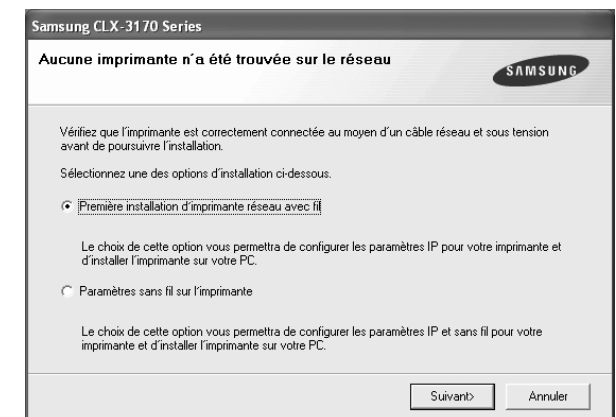 Samsung CLX-3170 Series
Aucune imprimante n´a été trouvée sur le réseau
SAMSUNG
Vérifiez que l´imprimante est correctement connectée au moyen d´un câble réseau et sous tension
avant de poursuivre l´installation.
Sélectionnez une des options d´installation ci-dessous.
Première installation d´imprimante réseau avec fil
Le choix de cette option vous permettra de configurer les paramètres IP pour votre imprimante et
d´installer l´imprimante sur votre PC.
Paramètres sans fil sur l´imprimante
Le choix de cette option vous permettra de configurer les paramètres IP et sans fil pour votre
imprimante et d´installer l´imprimante sur votre PC.
Suivant>
Annuler